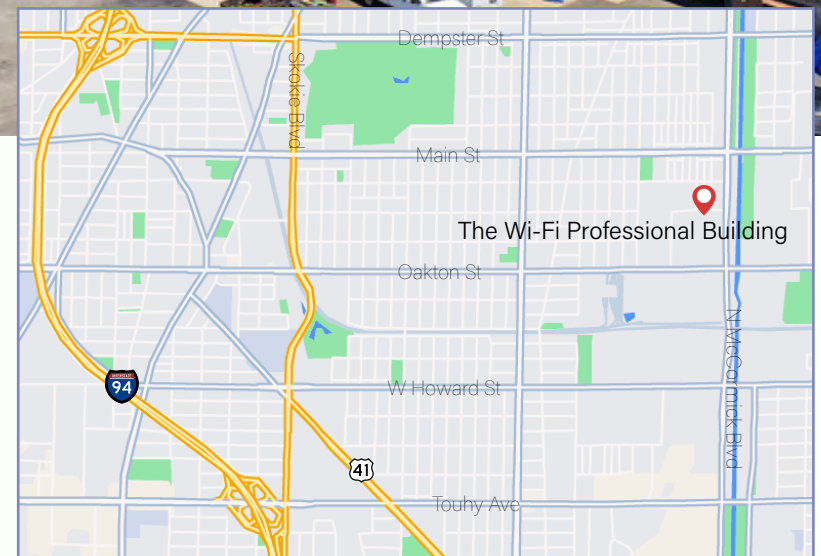 Dempster St
Skokie Blvd
Main St
The Wi-Fi Professional Building
Oakton St
N McCormick Blvd
W Howard St
INTERSTATE
94
41
Touhy Ave